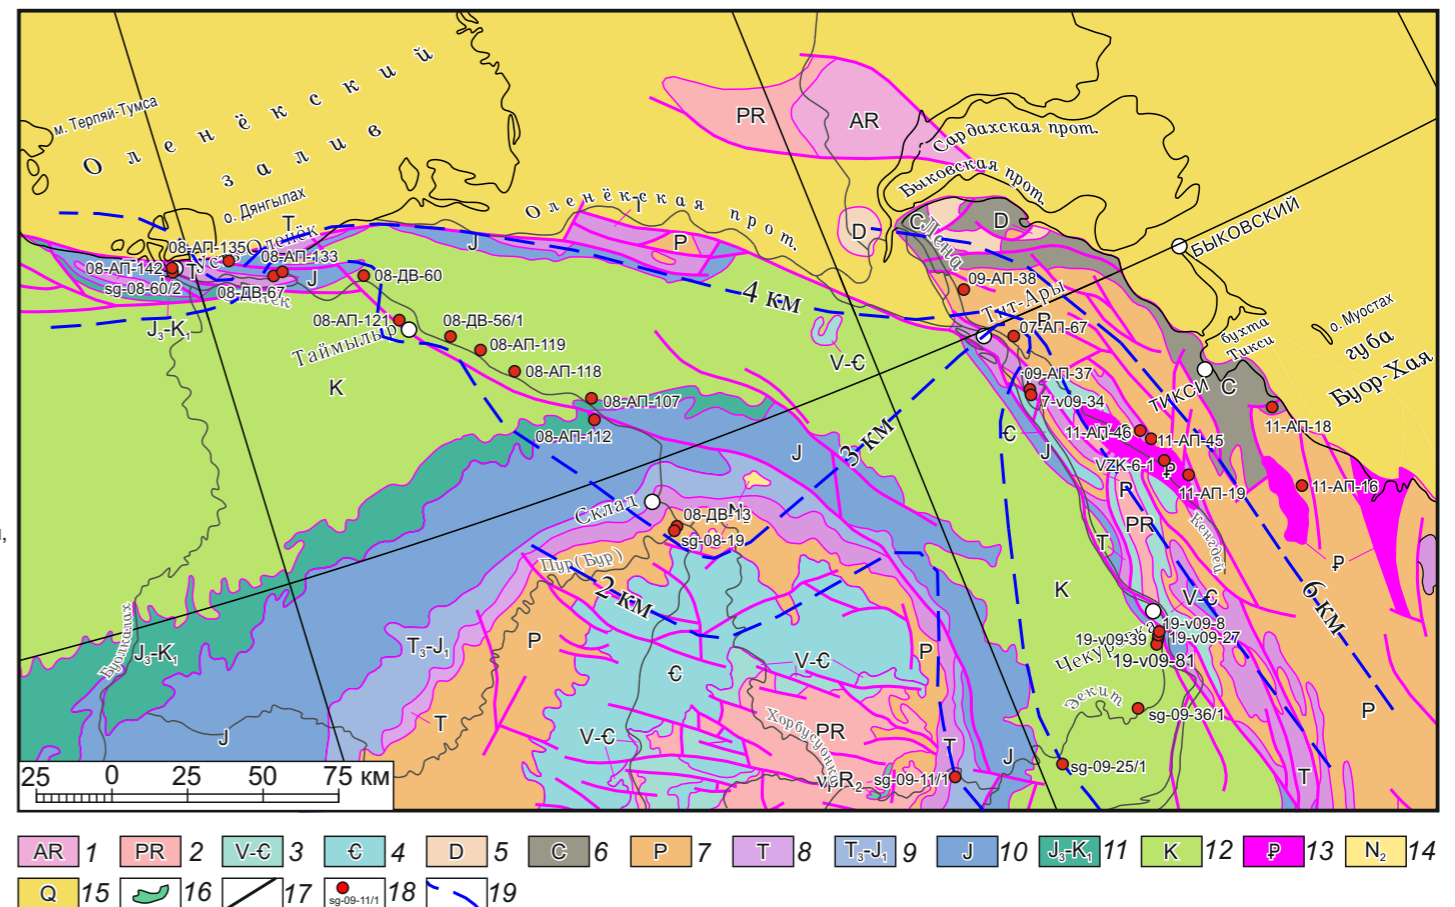 Оленёкский
залив
м. Терпяй-Тумса
о. Дянгылах
Оленёкская прот.
Сардахская прот.
Быковская прот.
БЫКОВСКИЙ
о. Муостах
губа
Буор-Хая
бухта
Тикси
ТИКСИ
PR
AR
D
C
D
Лена
Тит-Ары
T
08-АП-135
08-АП-133
08-АП-142
T
sg-08-60/2
08-ДВ-67
J
J
T
P
08-ДВ-60
4 км
09-АП-38
P
07-АП-67
J₃-K₁
08-АП-121
Таймылыр
08-ДВ-56/1
08-АП-119
08-АП-118
V-Є
K
08-АП-107
08-АП-112
09-АП-37
7-v09-34
C
11-АП-18
Є
J
11-АП-46
11-АП-45
VZK-6-1
11-АП-19
11-АП-16
J
3 км
P
PR
Кенгдей
T
Склад
N₂
08-ДВ-13
sg-08-19
Пур (Бур)
2 км
K
V-Є
6 км
19-v09-8
19-v09-39
19-v09-27
19-v09-81
Чекуровка
Буолкалах
J₃-K₁
T₃-J₁
P
Є
V-Є
P
Эекит
sg-09-36/1
P
J
T
V-Є
Хорбусуонка
PR
νβR₂
sg-09-11/1
T
J
sg-09-25/1
T
25 0 25 50 75 км
AR 1 PR 2 V-Є 3 Є 4 D 5 C 6 P 7 T 8 T₃-J₁ 9 J 10 J₃-K₁ 11 K 12 ₽ 13 N₂ 14
Q 15 16 17 sg-09-11/1 18 19